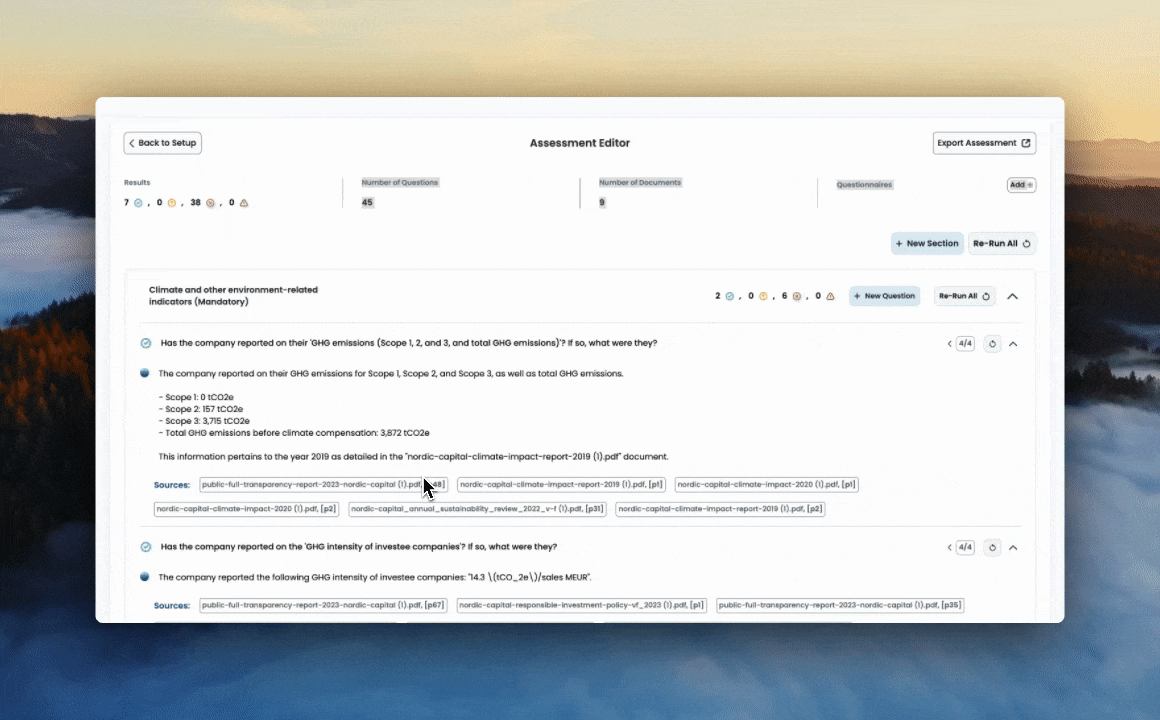 Back to Setup
Assessment Editor
Export Assessment
Results
Number of Questions
Number of Documents
Questionnaires
Add +
7 , 0 , 38 , 0
45
9
+ New Section
Re-Run All
Climate and other environment-related
indicators (Mandatory)
2 , 0 , 6 , 0
+ New Question
Re-Run All
Has the company reported on their 'GHG emissions (Scope 1, 2, and 3, and total GHG emissions)'? If so, what were they?
4/4
The company reported on their GHG emissions for Scope 1, Scope 2, and Scope 3, as well as total GHG emissions.
- Scope 1: 0 tCO2e
- Scope 2: 157 tCO2e
- Scope 3: 3,715 tCO2e
- Total GHG emissions before climate compensation: 3,872 tCO2e
This information pertains to the year 2019 as detailed in the "nordic-capital-climate-impact-report-2019 (1).pdf" document.
Sources: public-full-transparency-report-2023-nordic-capital (1).pdf, 48] nordic-capital-climate-impact-report-2019 (1).pdf, [p1] nordic-capital-climate-impact-2020 (1).pdf, [p1]
nordic-capital-climate-impact-2020 (1).pdf, [p2] nordic-capital_annual_sustainability_review_2022_v-f (1).pdf, [p31] nordic-capital-climate-impact-report-2019 (1).pdf, [p2]
Has the company reported on the 'GHG intensity of investee companies'? If so, what were they?
4/4
The company reported the following GHG intensity of investee companies: "14.3 \(tCO_2e\)/sales MEUR".
Sources: public-full-transparency-report-2023-nordic-capital (1).pdf, [p67] nordic-capital-responsible-investment-policy-vf_2023 (1).pdf, [p1] public-full-transparency-report-2023-nordic-capital (1).pdf, [p35]